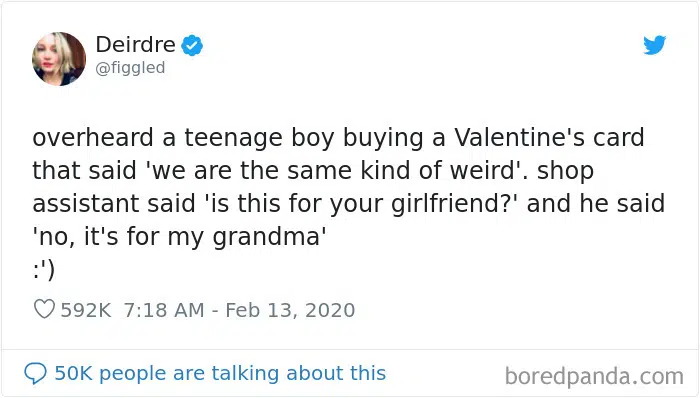 Deirdre
@figgled
overheard a teenage boy buying a Valentine's card
that said 'we are the same kind of weird'. shop
assistant said 'is this for your girlfriend?' and he said
'no, it's for my grandma'
:')
592K 7:18 AM - Feb 13, 2020
50K people are talking about this
boredpanda.com